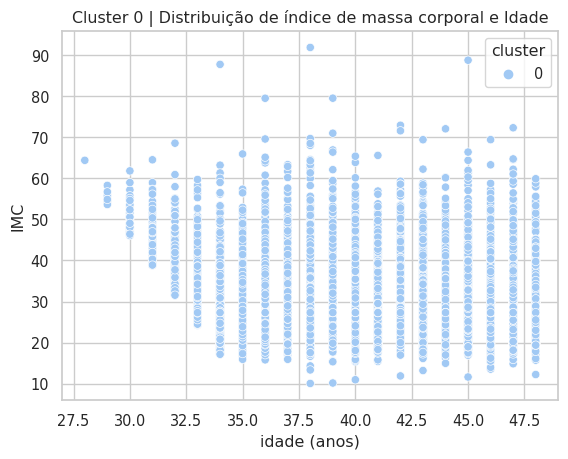 Cluster 0 | Distribuição de índice de massa corporal e Idade
cluster
0
90
80
70
60
50
40
30
20
10
IMC
27.5 30.0 32.5 35.0 37.5 40.0 42.5 45.0 47.5
idade (anos)